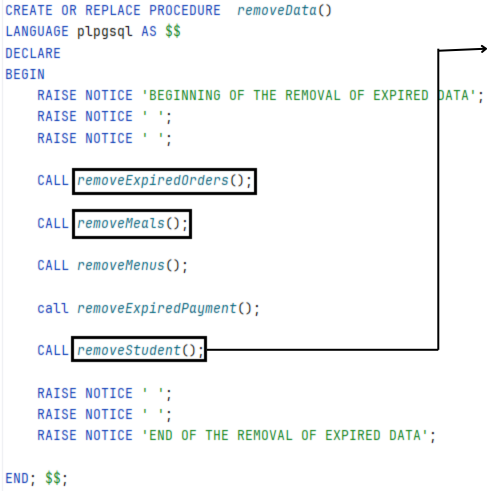 CREATE OR REPLACE PROCEDURE removeData()
LANGUAGE plpgsql AS $$
DECLARE
BEGIN
RAISE NOTICE 'BEGINNING OF THE REMOVAL OF EXPIRED DATA';
RAISE NOTICE ' ';
RAISE NOTICE ' ';
CALL removeExpiredOrders();
CALL removeMeals();
CALL removeMenus();
call removeExpiredPayment();
CALL removeStudent();
RAISE NOTICE ' ';
RAISE NOTICE ' ';
RAISE NOTICE 'END OF THE REMOVAL OF EXPIRED DATA';
END; $$;